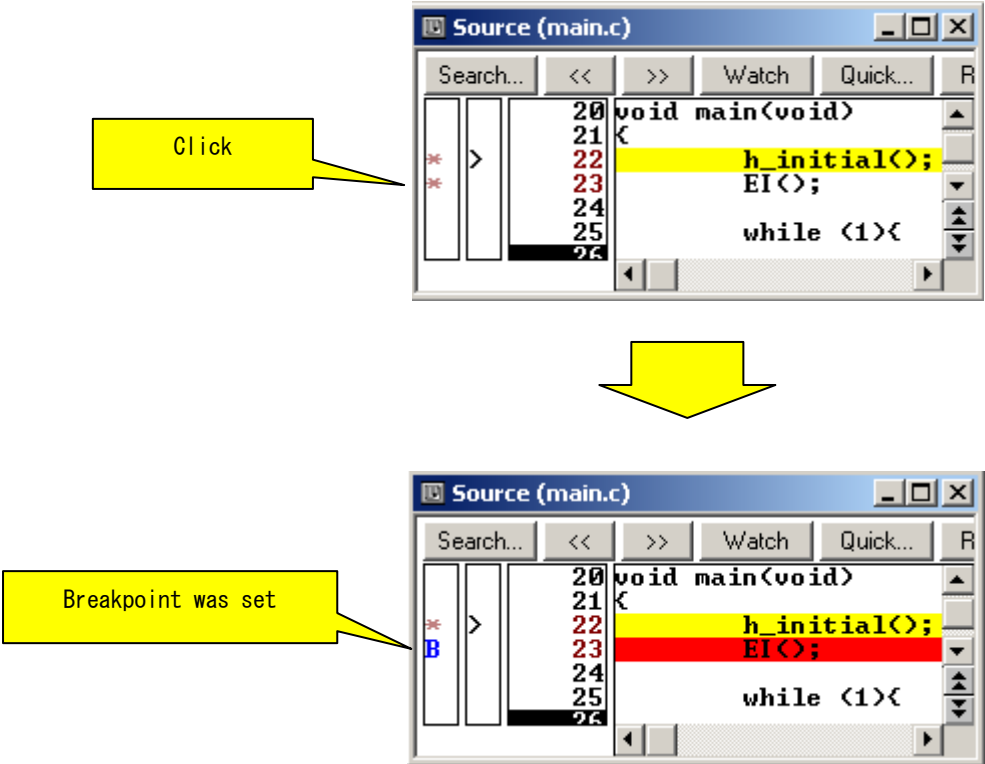 Source (main.c)
Search... << >> Watch Quick... R
20 void main(void)
21 {
Click
* > 22 h_initial();
* 23 EI();
24
25 while (1){
26
Source (main.c)
Search... << >> Watch Quick... R
20 void main(void)
Breakpoint was set
21 {
* > 22 h_initial();
B 23 EI();
24
25 while (1){
26